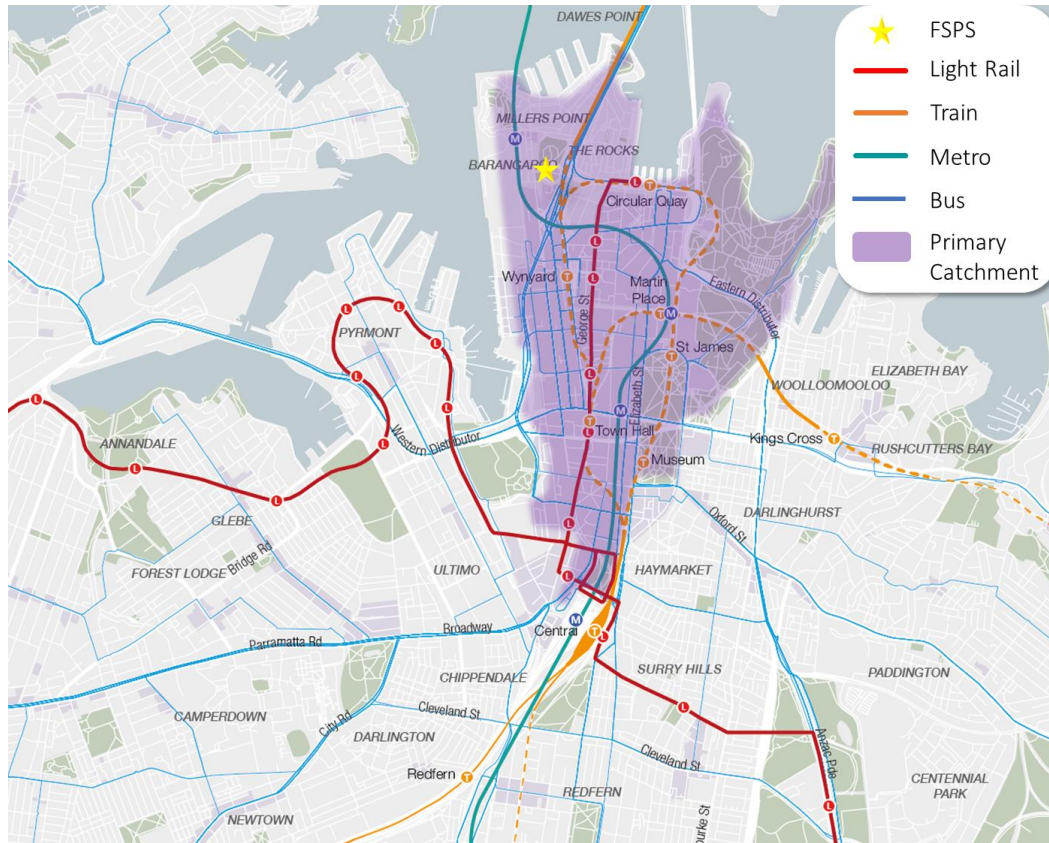 DAWES POINT
FSPS
Light Rail
Train
Metro
Bus
Primary
Catchment
MILLERS POINT
M
THE ROCKS
BARANGAROO
L
T
Circular Quay
L
Wynyard
T
L
Martin
Place
T
M
Eastern Distributor
George St
St James
T
L
L
PYRMONT
L
L
L
L
Elizabeth St
M
WOOLLOOMOOLOO
ELIZABETH BAY
L
ANNANDALE
L
Western Distributor
L
T
Town Hall
L
Kings Cross
T
RUSHCUTTERS BAY
T
Museum
L
GLEBE
L
Oxford St
DARLINGHURST
Bridge Rd
FOREST LODGE
ULTIMO
L
HAYMARKET
M
Central
T
L
Broadway
Parramatta Rd
CHIPPENDALE
SURRY HILLS
PADDINGTON
L
CAMPERDOWN
City Rd
Cleveland St
DARLINGTON
Cleveland St
Anzac Pde
Redfern
T
REDFERN
CENTENNIAL
PARK
L
NEWTOWN
urke St